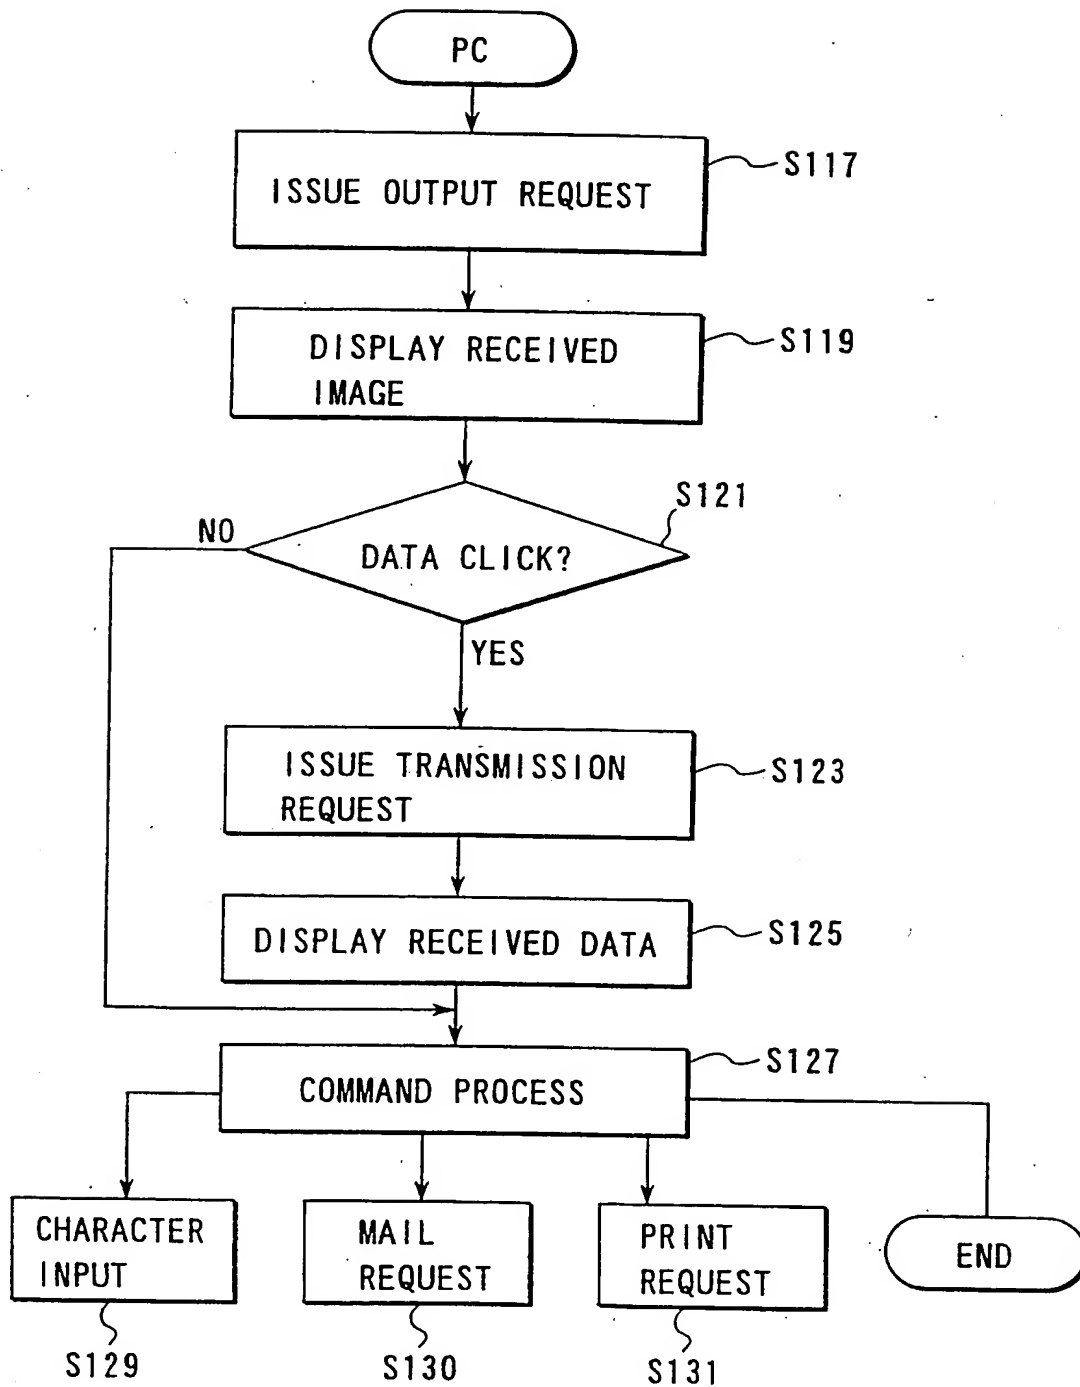 PC
ISSUE OUTPUT REQUEST
S117
DISPLAY RECEIVED
IMAGE
S119
S121
NO
DATA CLICK?
YES
ISSUE TRANSMISSION
REQUEST
S123
DISPLAY RECEIVED DATA
S125
COMMAND PROCESS
S127
CHARACTER
INPUT
MAIL
REQUEST
PRINT
REQUEST
END
S129
S130
S131